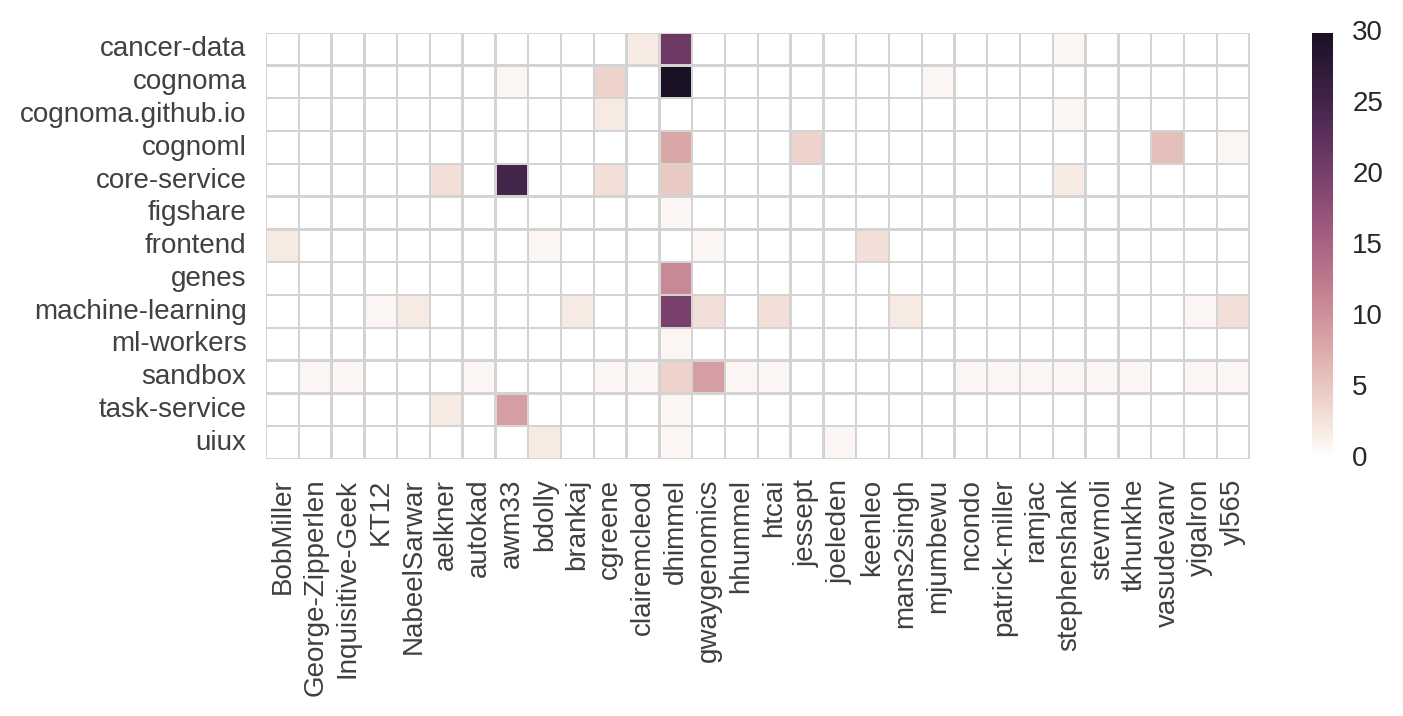 cancer-data
cognoma
cognoma.github.io
cognoml
core-service
figshare
frontend
genes
machine-learning
ml-workers
sandbox
task-service
uiux
BobMiller
George-Zipperlen
Inquisitive-Geek
KT12
NabeelSarwar
aelkner
autokad
awm33
bdolly
brankaj
cgreene
clairemcleod
dhimmel
gwaygenomics
hhummel
htcai
jessept
joeleden
keenleo
mans2singh
mjumbewu
ncondo
patrick-miller
ramjac
stephenshank
stevmoli
tkhunkhe
vasudevanv
yigalron
yl565
30
25
20
15
10
5
0